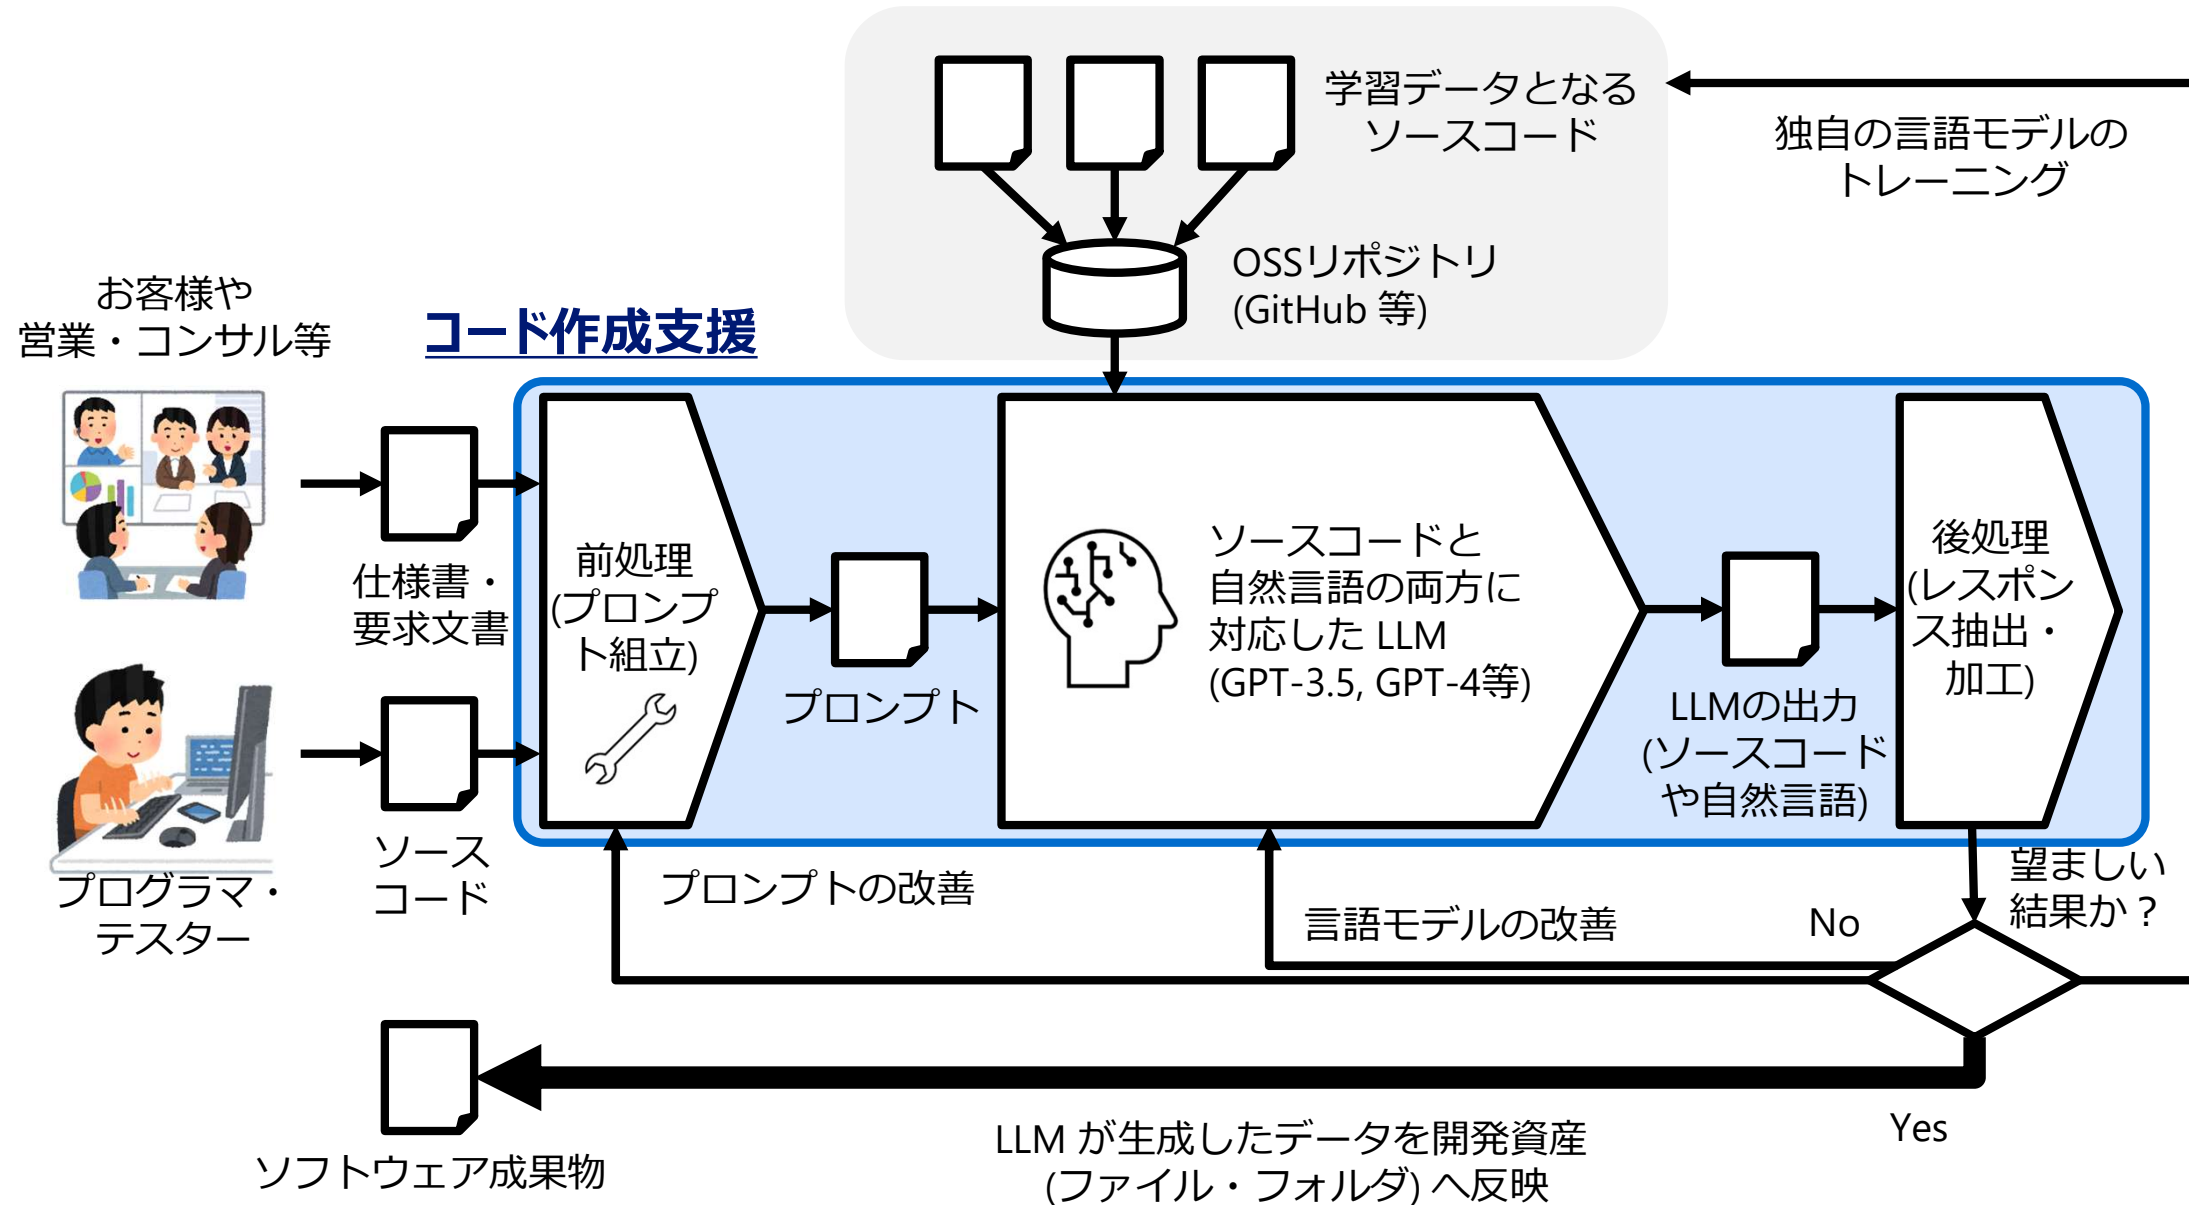 学習データとなる
ソースコード
独自の言語モデルの
トレーニング
OSSリポジトリ
(GitHub 等)
お客様や
営業・コンサル等
コード作成支援
仕様書・
要求文書
前処理
(プロンプ
ト組立)
プロンプト
ソースコードと
自然言語の両方に
対応した LLM
(GPT-3.5, GPT-4等)
LLMの出力
(ソースコード
や自然言語)
後処理
(レスポン
ス抽出・
加工)
プログラマ・
テスター
ソース
コード
プロンプトの改善
言語モデルの改善
No
望ましい
結果か？
Yes
LLM が生成したデータを開発資産
(ファイル・フォルダ) へ反映
ソフトウェア成果物